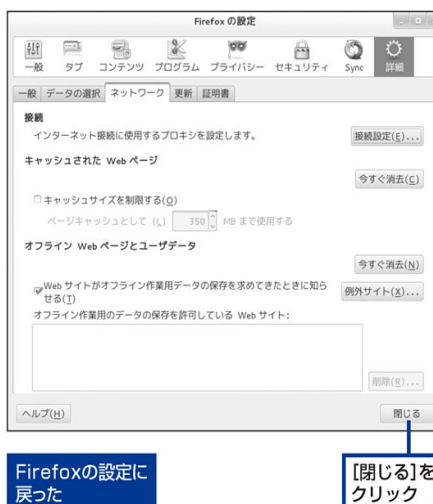 Firefox の設定
一般 タブ コンテンツ プログラム プライバシー セキュリティ Sync 詳細
一般 データの選択 ネットワーク 更新 証明書
接続
インターネット接続に使用するプロキシを設定します。
接続設定(E)...
キャッシュされた Web ページ
今すぐ消去(C)
キャッシュサイズを制限する(O)
ページキャッシュとして (L) 350 MB まで使用する
オフライン Web ページとユーザデータ
今すぐ消去(N)
Web サイトがオフライン作業用データの保存を求めてきたときに知ら
せる(T)
例外サイト(X)...
オフライン作業用のデータの保存を許可している Web サイト:
削除(R)...
ヘルプ(H)
閉じる
Firefoxの設定に
戻った
[閉じる]を
クリック